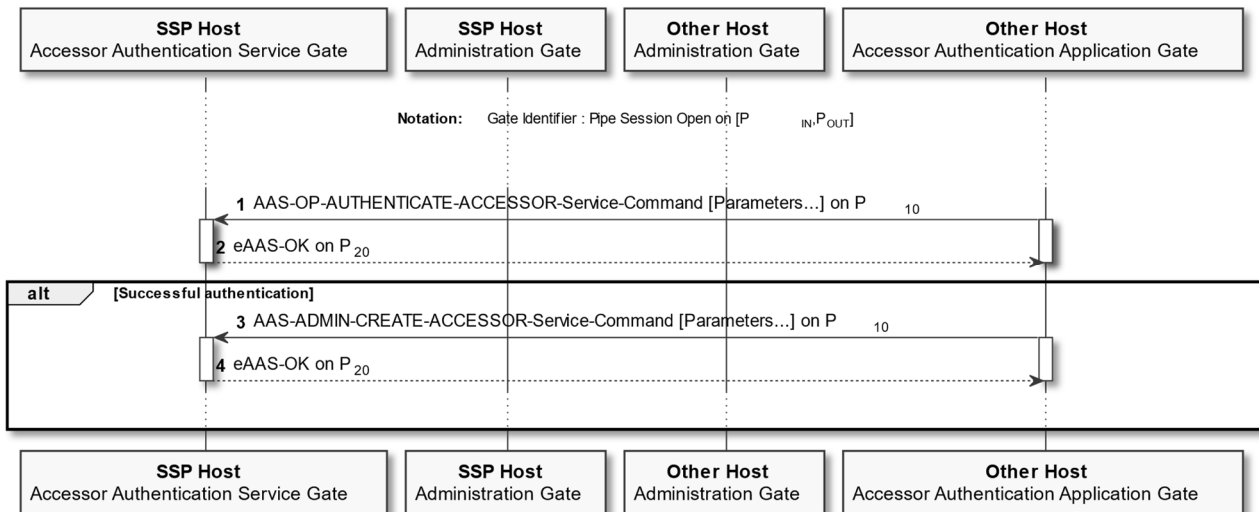 SSP Host
Accessor Authentication Service Gate
SSP Host
Administration Gate
Other Host
Administration Gate
Other Host
Accessor Authentication Application Gate
Notation: Gate Identifier : Pipe Session Open on [P IN,POUT]
1 AAS-OP-AUTHENTICATE-ACCESSOR-Service-Command [Parameters...] on P 10
2 eAAS-OK on P20
alt [Successful authentication]
3 AAS-ADMIN-CREATE-ACCESSOR-Service-Command [Parameters...] on P 10
4 eAAS-OK on P20
SSP Host
Accessor Authentication Service Gate
SSP Host
Administration Gate
Other Host
Administration Gate
Other Host
Accessor Authentication Application Gate